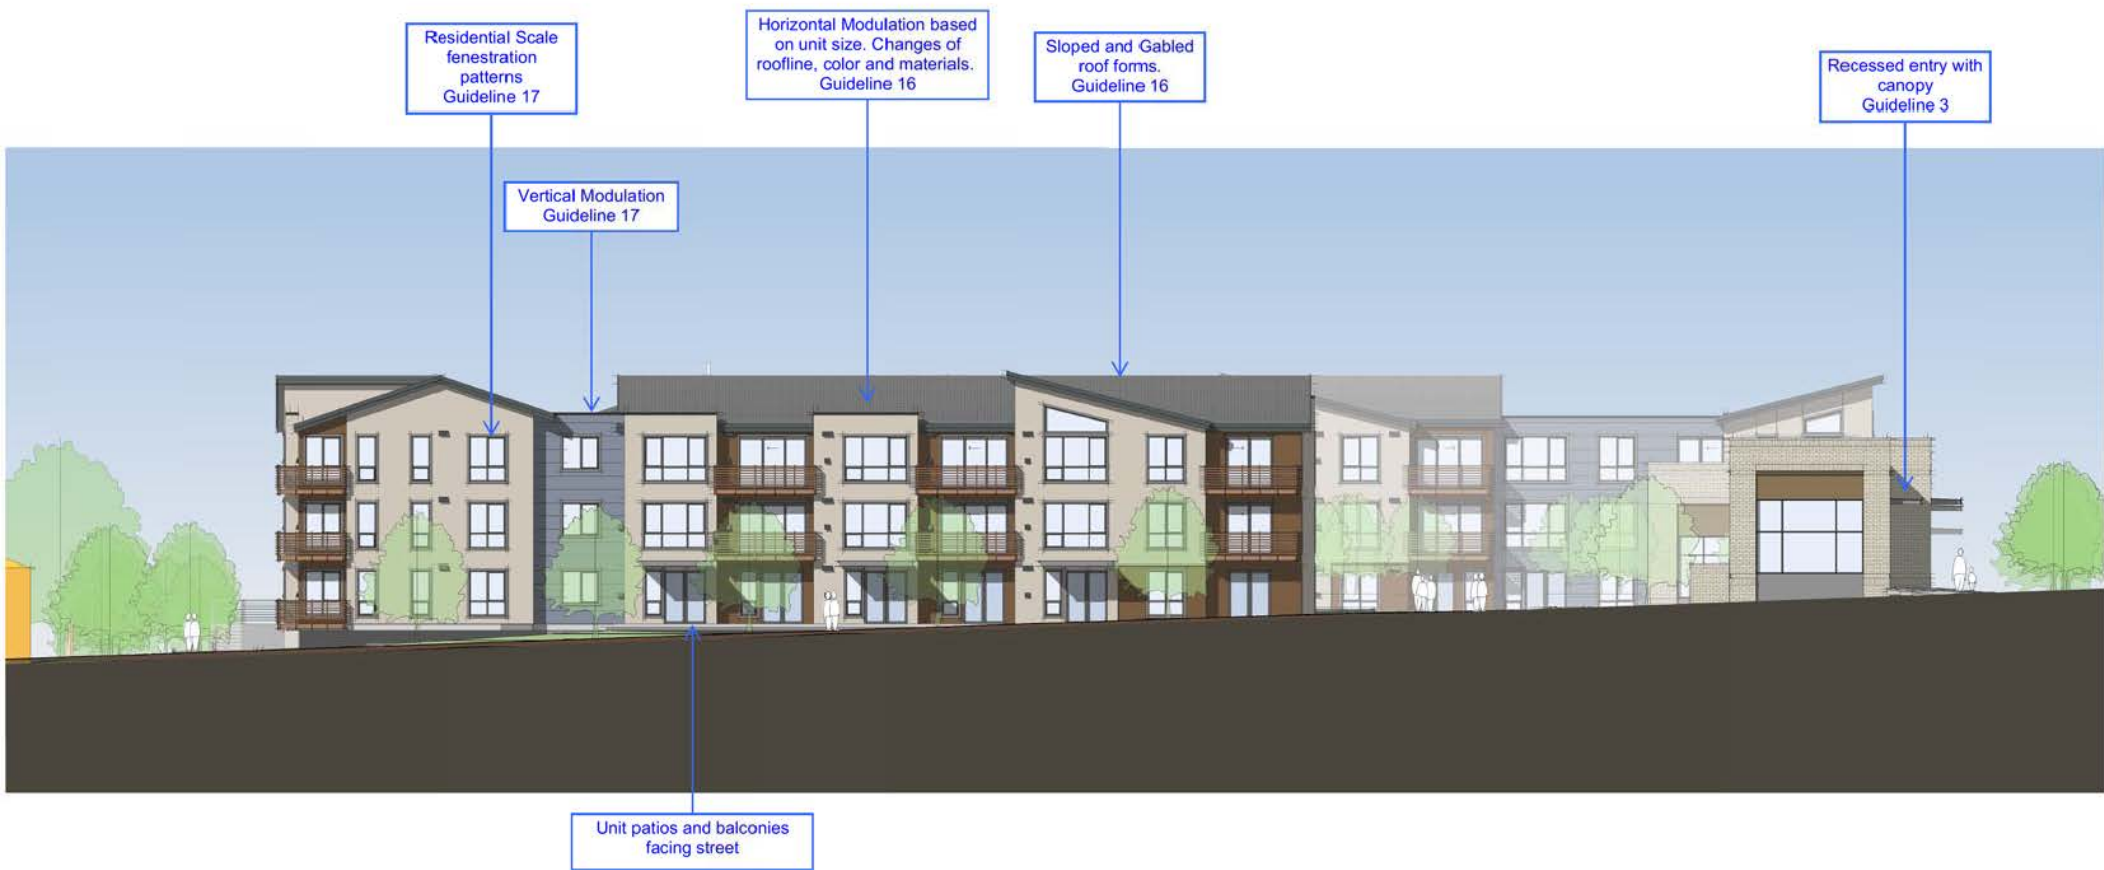 Residential Scale
fenestration
patterns
Guideline 17
Horizontal Modulation based
on unit size. Changes of
roofline, color and materials.
Guideline 16
Sloped and Gabled
roof forms.
Guideline 16
Recessed entry with
canopy
Guideline 3
Vertical Modulation
Guideline 17
Unit patios and balconies
facing street